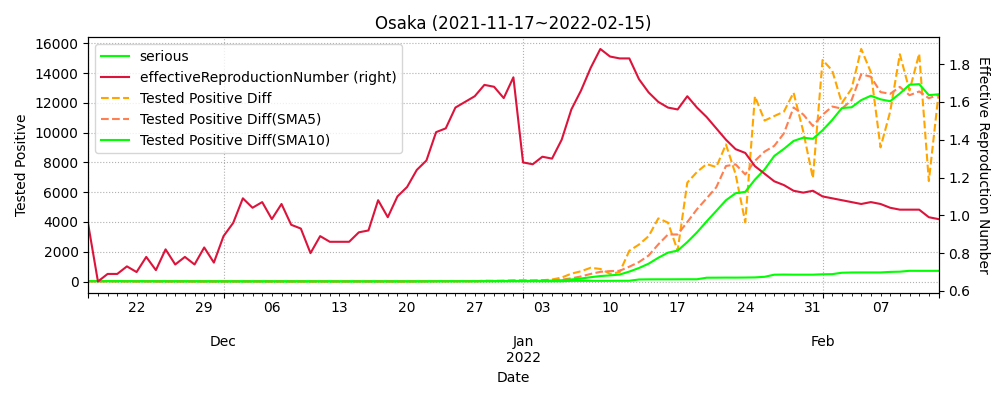 Osaka (2021-11-17~2022-02-15)
serious
effectiveReproductionNumber (right)
Tested Positive Diff
Tested Positive Diff(SMA5)
Tested Positive Diff(SMA10)
Tested Positive
16000
14000
12000
10000
8000
6000
4000
2000
0
Effective Reproduction Number
1.8
1.6
1.4
1.2
1.0
0.8
0.6
22 29 06 13 20 27 03 10 17 24 31 07
Dec Jan Feb
2022
Date